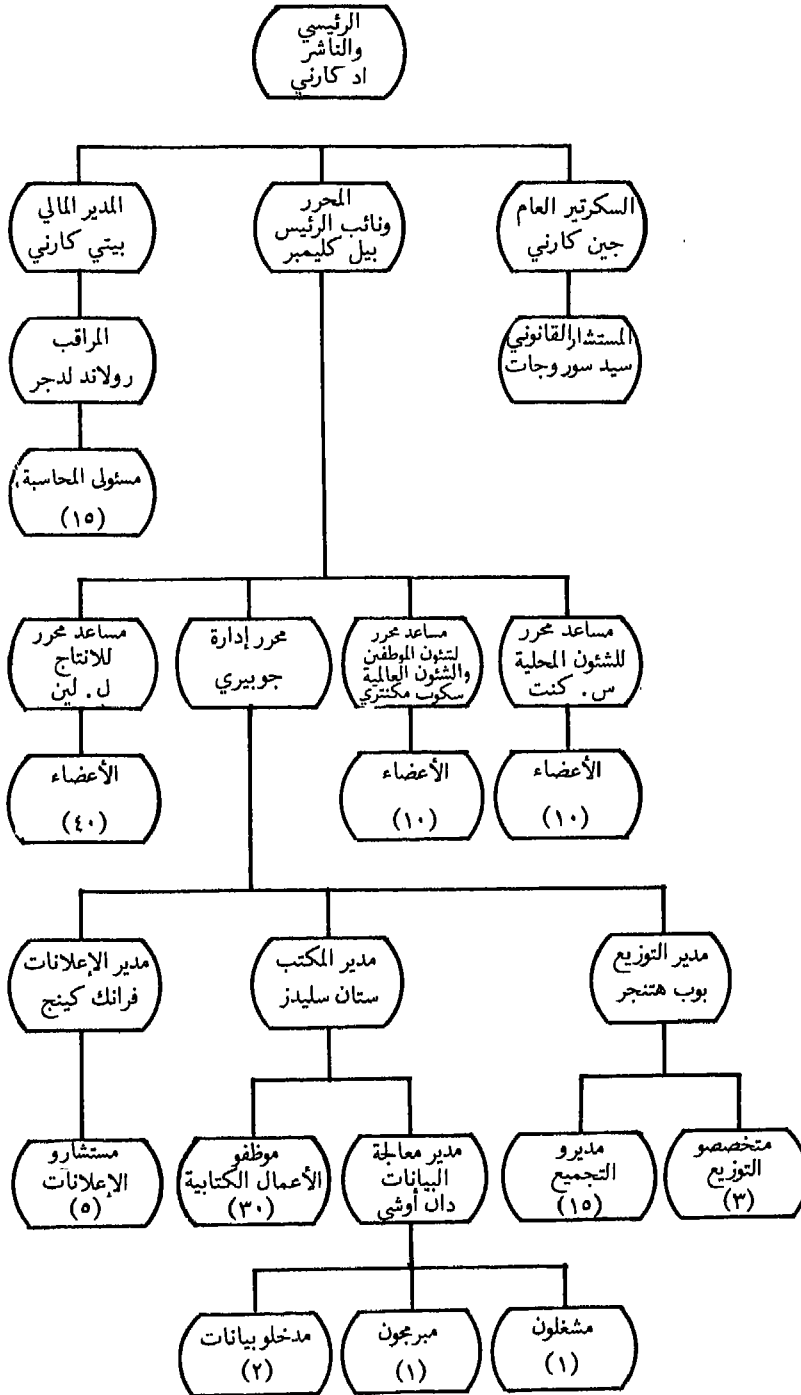 الرئيسي
والناشر
اد كارني
السكرتير العام
جين كارني
المحرر
ونائب الرئيس
بيل كليمبر
المدير المالي
بيتي كارني
المستشار القانوني
سيد سوروجات
المراقب
رولاند لدجر
مسئولى المحاسبة
(١٥)
مساعد محرر
للشئون المحلية
س. كنت
مساعد محرر
لشئون الموظفين
والشئون العالمية
سكوب مكنتري
محرر إدارة
جوبيري
مساعد محرر
للانتاج
ل. لين
الأعضاء
(١٠)
الأعضاء
(١٠)
الأعضاء
(٤٠)
مدير التوزيع
بوب هتنجر
مدير المكتب
ستان سليدز
مدير الإعلانات
فرانك كينج
متخصصو
التوزيع
(٣)
مديرو
التجميع
(١٥)
مدير معالجة
البيانات
دان أوشي
موظفو
الأعمال الكتابية
(٣٠)
مستشارو
الإعلانات
(٥)
مشغلون
(١)
مبرمجون
(١)
مدخلو بيانات
(٢)